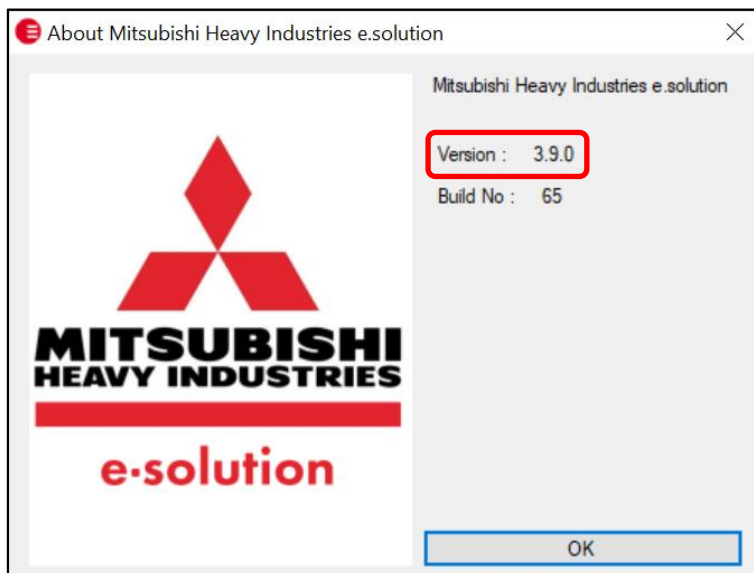 About Mitsubishi Heavy Industries e.solution
Mitsubishi Heavy Industries e.solution
Version : 3.9.0
Build No : 65
MITSUBISHI
HEAVY INDUSTRIES
e·solution
OK